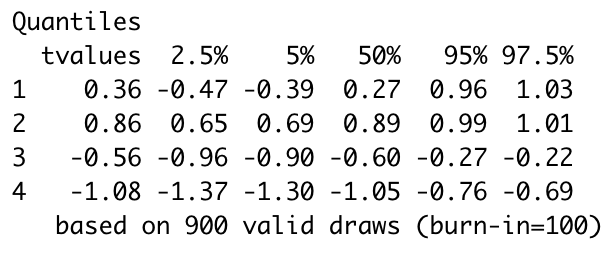 Quantiles
  tvalues  2.5%    5%   50%   95% 97.5%
1    0.36 -0.47 -0.39  0.27  0.96  1.03
2    0.86  0.65  0.69  0.89  0.99  1.01
3   -0.56 -0.96 -0.90 -0.60 -0.27 -0.22
4   -1.08 -1.37 -1.30 -1.05 -0.76 -0.69
   based on 900 valid draws (burn-in=100)